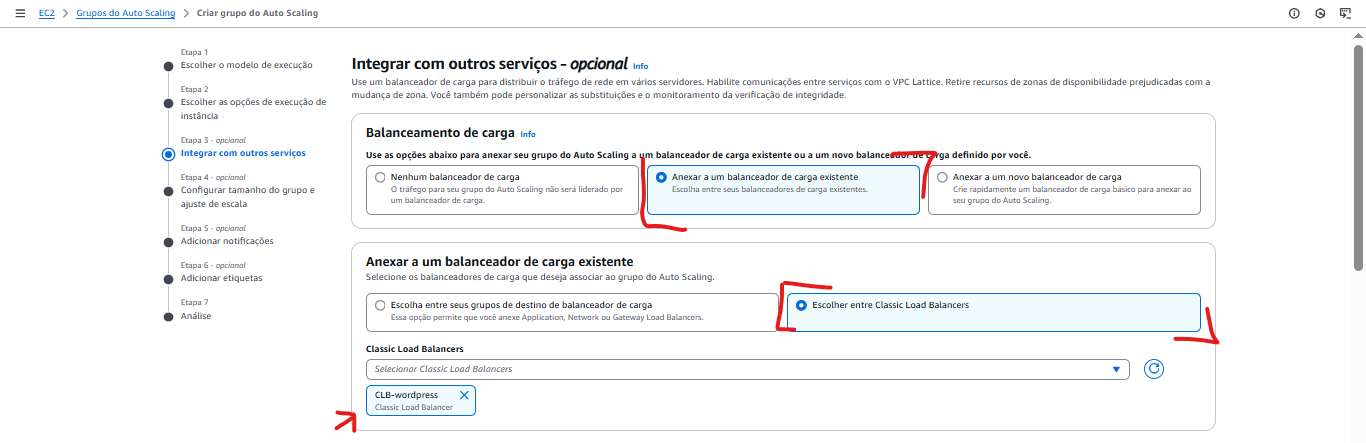 EC2 > Grupos do Auto Scaling > Criar grupo do Auto Scaling
Etapa 1
Escolher o modelo de execução
Etapa 2
Escolher as opções de execução de
instância
Etapa 3 - opcional
Integrar com outros serviços
Etapa 4 - opcional
Configurar tamanho do grupo e
ajuste de escala
Etapa 5 - opcional
Adicionar notificações
Etapa 6 - opcional
Adicionar etiquetas
Etapa 7
Análise
Integrar com outros serviços - opcional Info
Use um balanceador de carga para distribuir o tráfego de rede em vários servidores. Habilite comunicações entre serviços com o VPC Lattice. Retire recursos de zonas de disponibilidade prejudicadas com a
mudança de zona. Você também pode personalizar as substituições e o monitoramento da verificação de integridade.
Balanceamento de carga Info
Use as opções abaixo para anexar seu grupo do Auto Scaling a um balanceador de carga existente ou a um novo balanceador de carga definido por você.
Nenhum balanceador de carga
O tráfego para seu grupo do Auto Scaling não será liderado por
um balanceador de carga.
Anexar a um balanceador de carga existente
Escolha entre seus balanceadores de carga existentes.
Anexar a um novo balanceador de carga
Crie rapidamente um balanceador de carga básico para anexar ao
seu grupo do Auto Scaling.
Anexar a um balanceador de carga existente
Selecione os balanceadores de carga que deseja associar ao grupo do Auto Scaling.
Escolha entre seus grupos de destino de balanceador de carga
Essa opção permite que você anexe Application, Network ou Gateway Load Balancers.
Escolher entre Classic Load Balancers
Classic Load Balancers
Selecionar Classic Load Balancers
CLB-wordpress
Classic Load Balancer